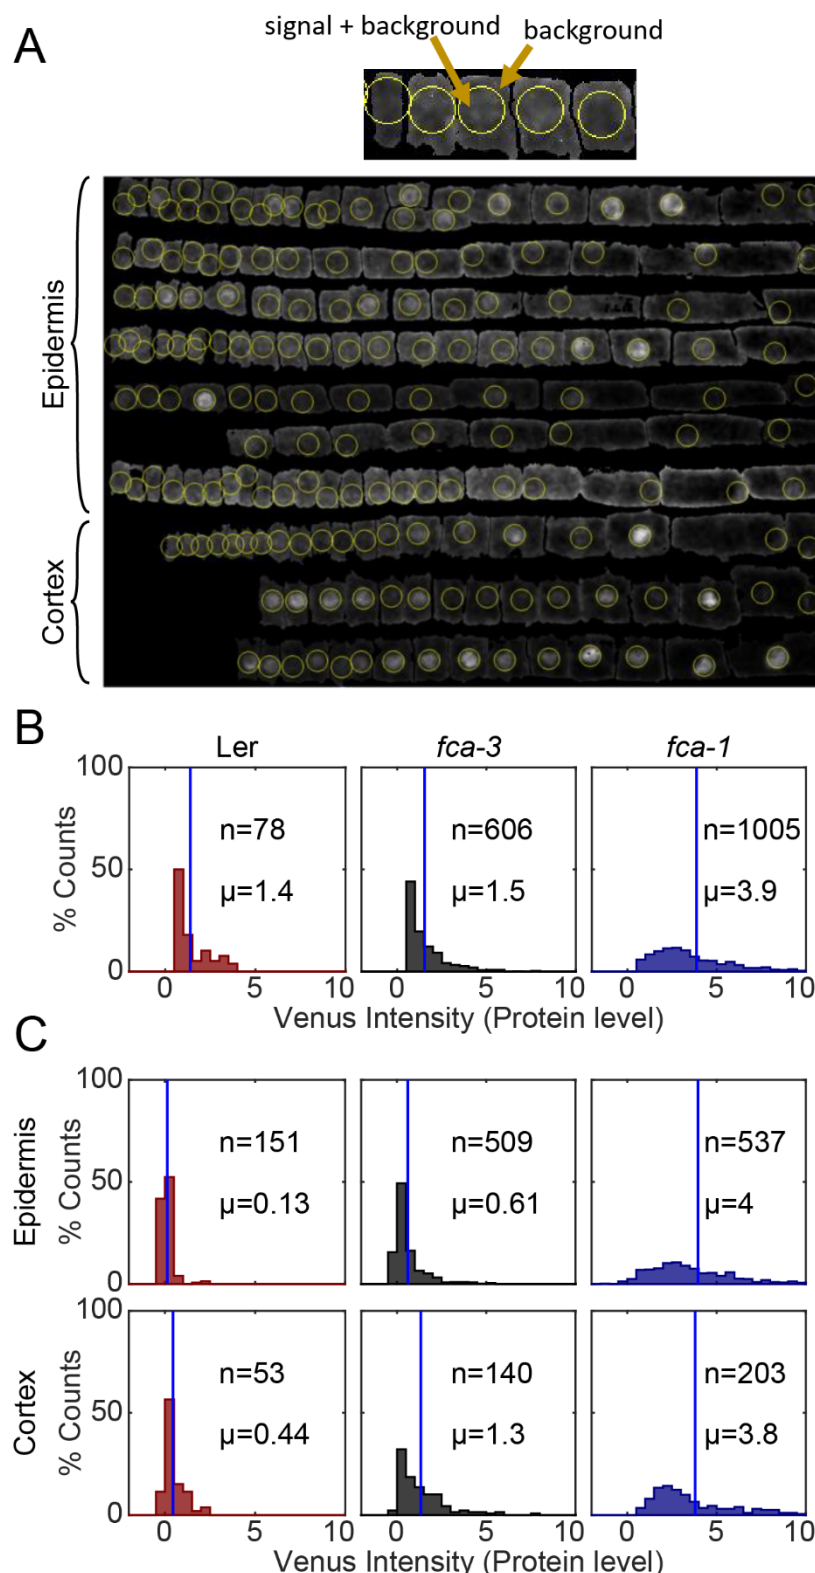 A
signal + background
background
Epidermis
Cortex
B
Ler
fca-3
fca-1
100
50
0
% Counts
n=78
μ=1.4
n=606
μ=1.5
n=1005
μ=3.9
0 5 10
0 5 10
0 5 10
Venus Intensity (Protein level)
C
Epidermis
% Counts
100
50
0
n=151
μ=0.13
n=509
μ=0.61
n=537
μ=4
Cortex
% Counts
100
50
0
n=53
μ=0.44
n=140
μ=1.3
n=203
μ=3.8
0 5 10
0 5 10
0 5 10
Venus Intensity (Protein level)